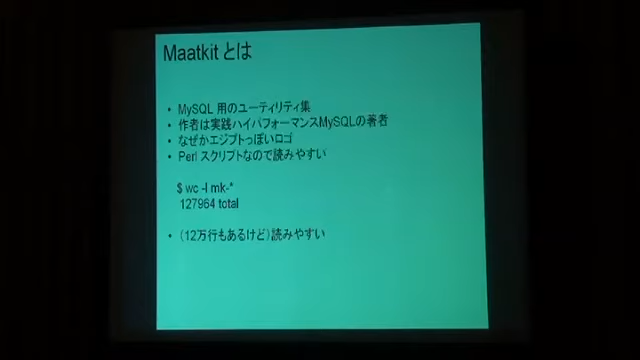 Maatkit とは
・ MySQL 用のユーティリティ集
・ 作者は実践ハイパフォーマンスMySQLの著者
・ なぜかエジプトっぽいロゴ
・ Perl スクリプトなので読みやすい
$ wc -l mk-*
127964 total
・ （12万行もあるけど）読みやすい